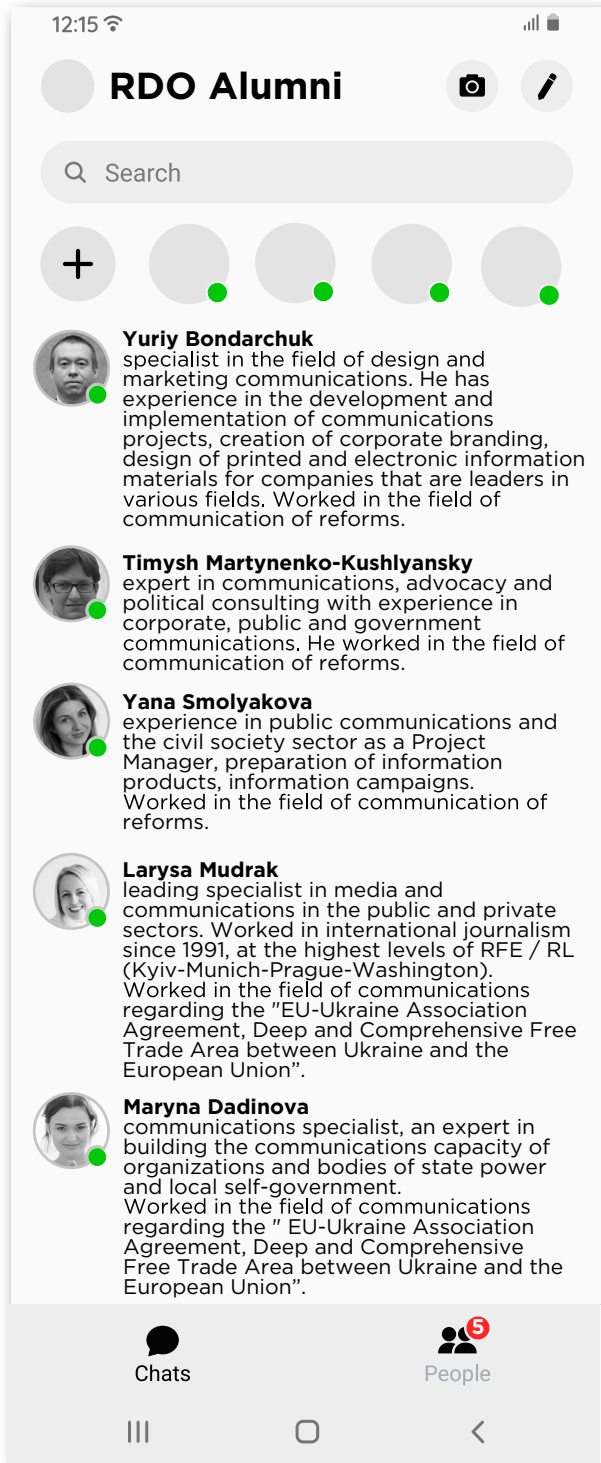 12:15
RDO Alumni
Search
Yuriy Bondarchuk
specialist in the field of design and
marketing communications. He has
experience in the development and
implementation of communications
projects, creation of corporate branding,
design of printed and electronic information
materials for companies that are leaders in
various fields. Worked in the field of
communication of reforms.
Timysh Martynenko-Kushlyansky
expert in communications, advocacy and
political consulting with experience in
corporate, public and government
communications. He worked in the field of
communication of reforms.
Yana Smolyakova
experience in public communications and
the civil society sector as a Project
Manager, preparation of information
products, information campaigns.
Worked in the field of communication of
reforms.
Larysa Mudrak
leading specialist in media and
communications in the public and private
sectors. Worked in international journalism
since 1991, at the highest levels of RFE / RL
(Kyiv-Munich-Prague-Washington).
Worked in the field of communications
regarding the "EU-Ukraine Association
Agreement, Deep and Comprehensive Free
Trade Area between Ukraine and the
European Union”.
Maryna Dadinova
communications specialist, an expert in
building the communications capacity of
organizations and bodies of state power
and local self-government.
Worked in the field of communications
regarding the " EU-Ukraine Association
Agreement, Deep and Comprehensive
Free Trade Area between Ukraine and the
European Union”.
5
Chats
People